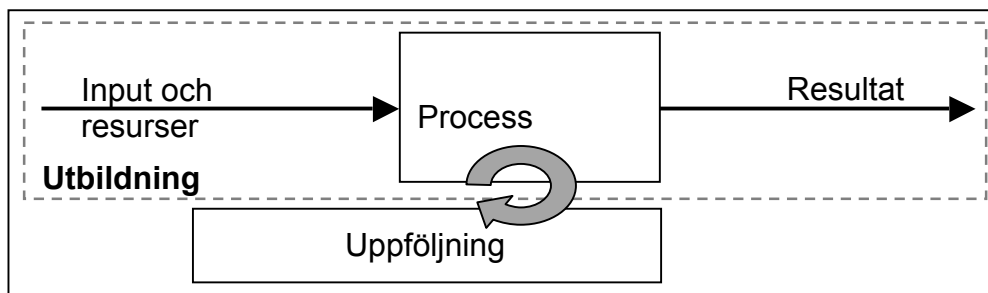 Input och
resurser
Process
Resultat
Utbildning
Uppföljning